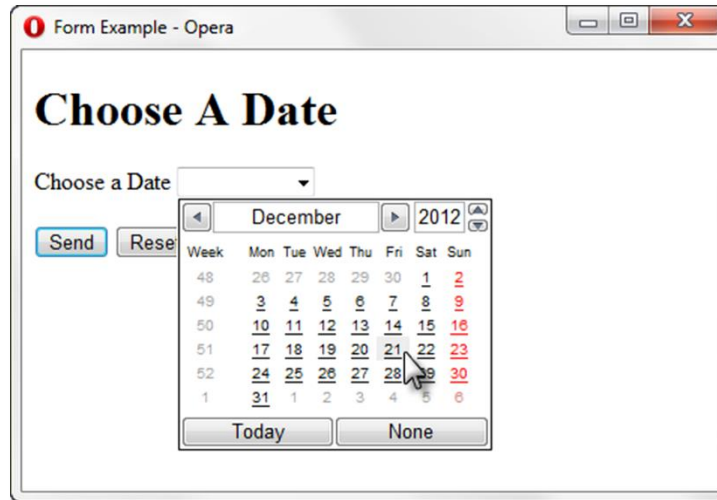 Form Example - Opera
Choose A Date
Choose a Date
December 2012
Send Rese
Week Mon Tue Wed Thu Fri Sat Sun
48 26 27 28 29 30 1 2
49 3 4 5 6 7 8 9
50 10 11 12 13 14 15 16
51 17 18 19 20 21 22 23
52 24 25 26 27 28 29 30
1 31 1 2 3 4 5 6
Today None